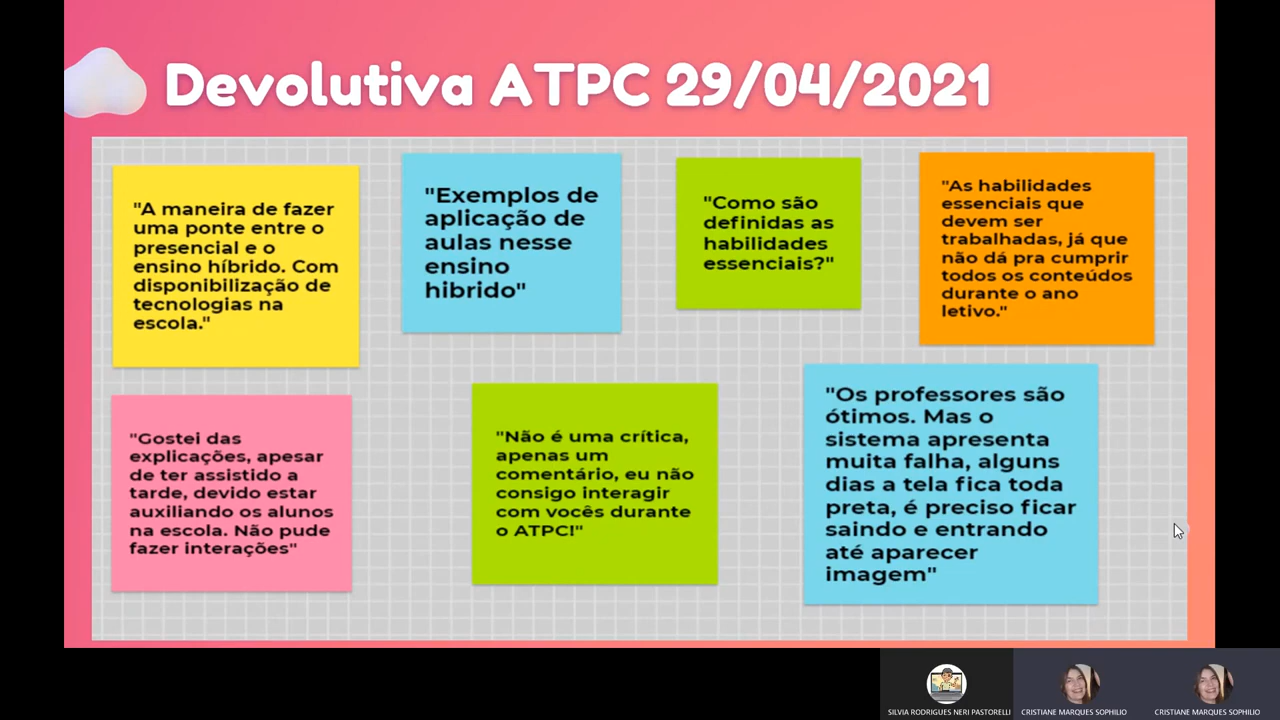 Devolutiva ATPC 29/04/2021
"A maneira de fazer
uma ponte entre o
presencial e o
ensino híbrido. Com
disponibilização de
tecnologias na
escola."
"Exemplos de
aplicação de
aulas nesse
ensino
hibrido"
"Como são
definidas as
habilidades
essenciais?"
"As habilidades
essenciais que
devem ser
trabalhadas, já que
não dá pra cumprir
todos os conteúdos
durante o ano
letivo."
"Gostei das
explicações, apesar
de ter assistido a
tarde, devido estar
auxiliando os alunos
na escola. Não pude
fazer interações"
"Não é uma crítica,
apenas um
comentário, eu não
consigo interagir
com vocês durante
o ATPC!"
"Os professores são
ótimos. Mas o
sistema apresenta
muita falha, alguns
dias a tela fica toda
preta, é preciso ficar
saindo e entrando
até aparecer
imagem"
SILVIA RODRIGUES NERI PASTORELLI
CRISTIANE MARQUES SOPHILIO
CRISTIANE MARQUES SOPHILIO